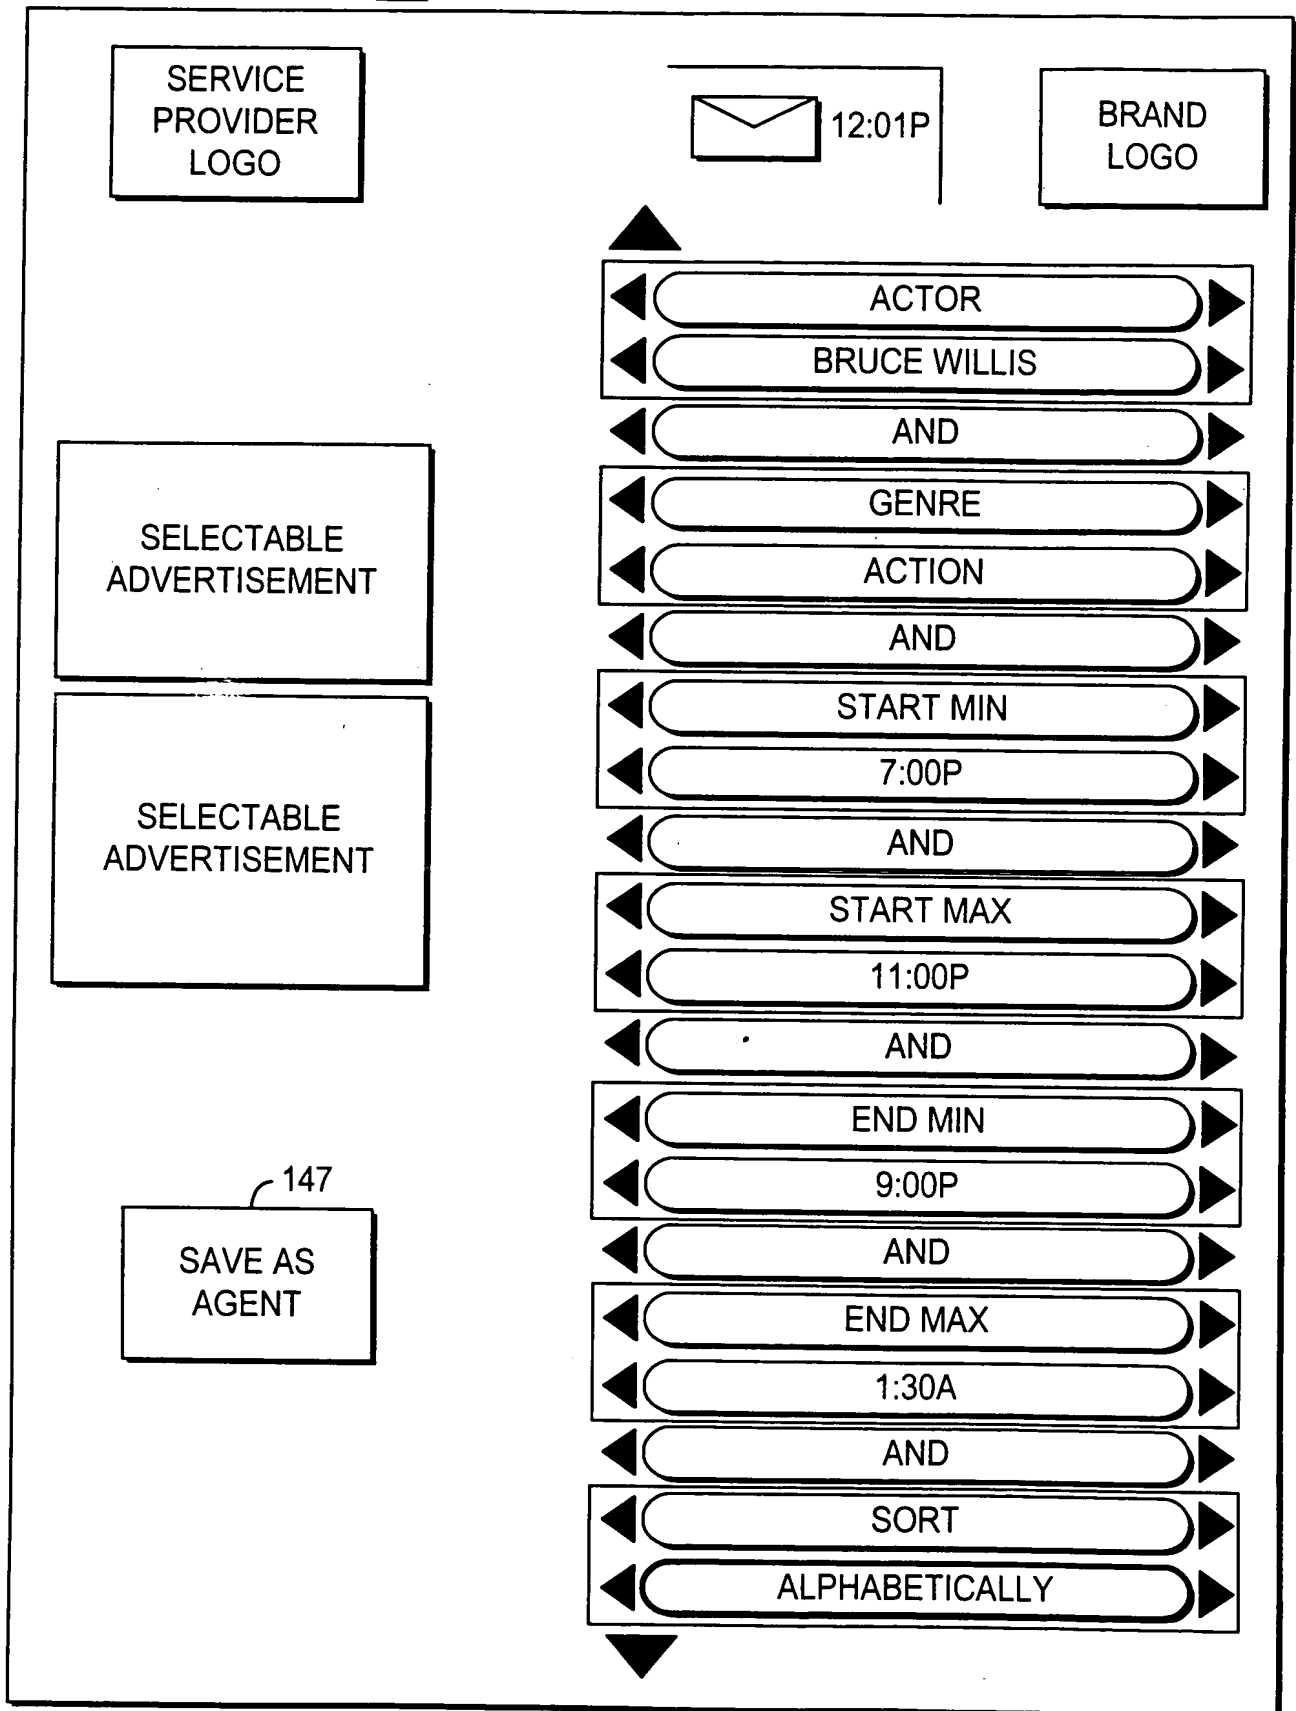 SERVICE
PROVIDER
LOGO
12:01P
BRAND
LOGO
ACTOR
BRUCE WILLIS
AND
GENRE
ACTION
AND
START MIN
7:00P
AND
START MAX
11:00P
AND
END MIN
9:00P
AND
END MAX
1:30A
AND
SORT
ALPHABETICALLY
SELECTABLE
ADVERTISEMENT
SELECTABLE
ADVERTISEMENT
147
SAVE AS
AGENT